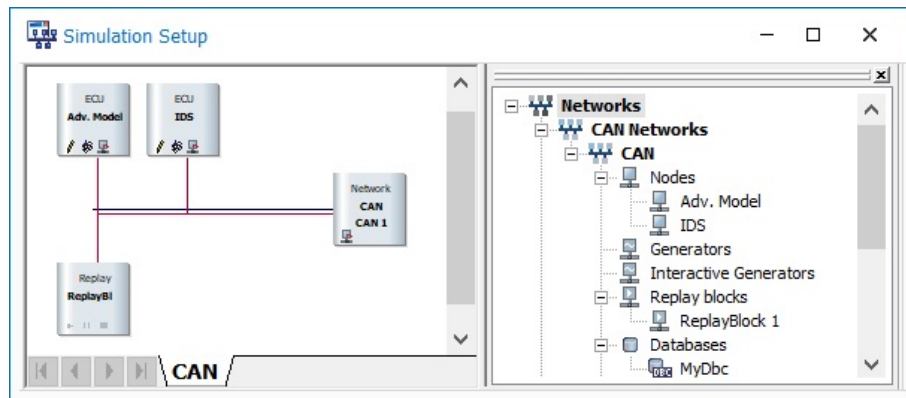 Simulation Setup
ECU
Adv. Model
ECU
IDS
Network
CAN
CAN 1
Replay
ReplayBl
CAN
Networks
CAN Networks
CAN
Nodes
Adv. Model
IDS
Generators
Interactive Generators
Replay blocks
ReplayBlock 1
Databases
DBC
MyDbc